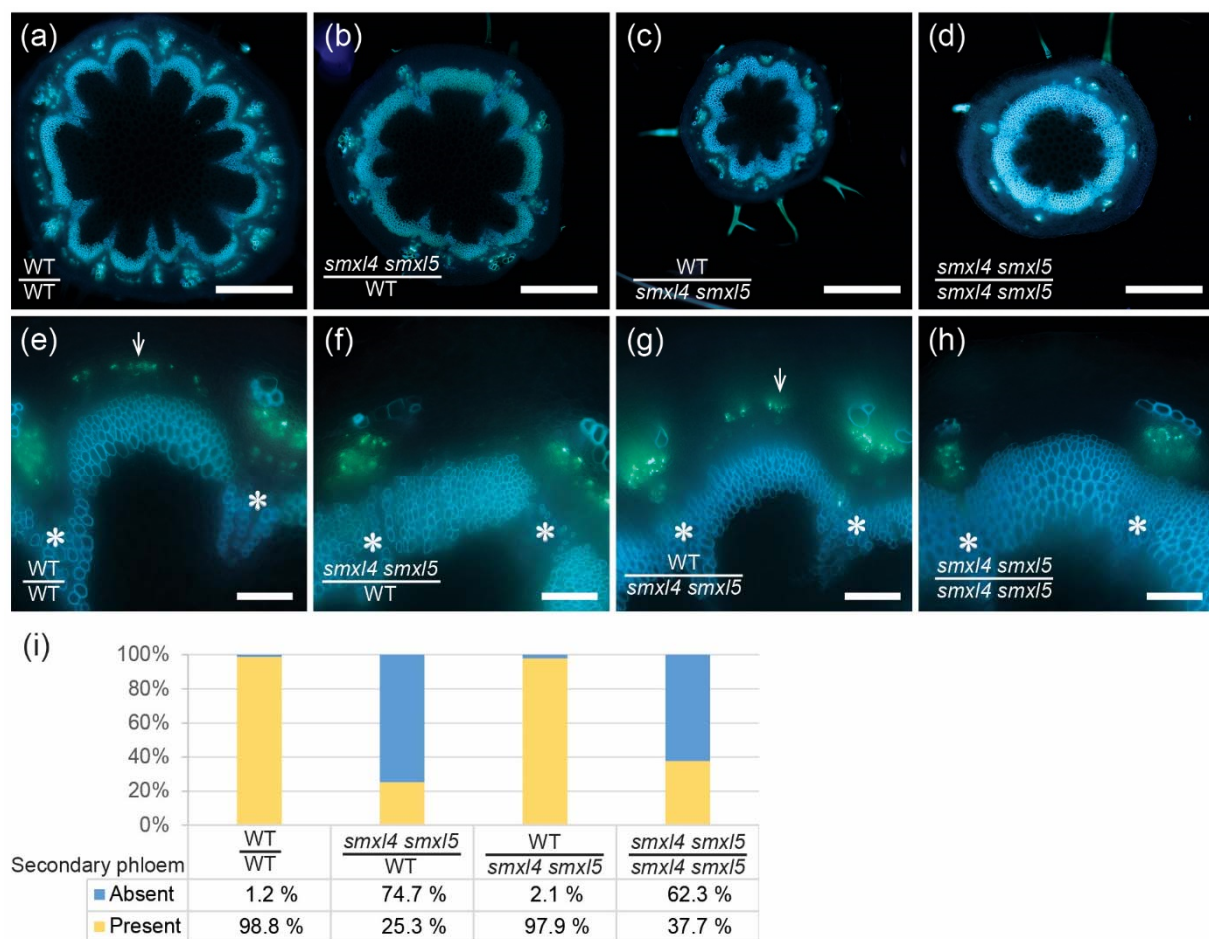 (a)
WT
WT
(b)
smxl4 smxl5
WT
(c)
WT
smxl4 smxl5
(d)
smxl4 smxl5
smxl4 smxl5
(e)
*
*
WT
WT
(f)
*
*
smxl4 smxl5
WT
(g)
*
*
WT
smxl4 smxl5
(h)
*
*
smxl4 smxl5
smxl4 smxl5
(i)
100%
80%
60%
40%
20%
0%
WT smxl4 smxl5 WT smxl4 smxl5
Secondary phloem WT WT smxl4 smxl5 smxl4 smxl5
Absent 1.2 % 74.7 % 2.1 % 62.3 %
Present 98.8 % 25.3 % 97.9 % 37.7 %